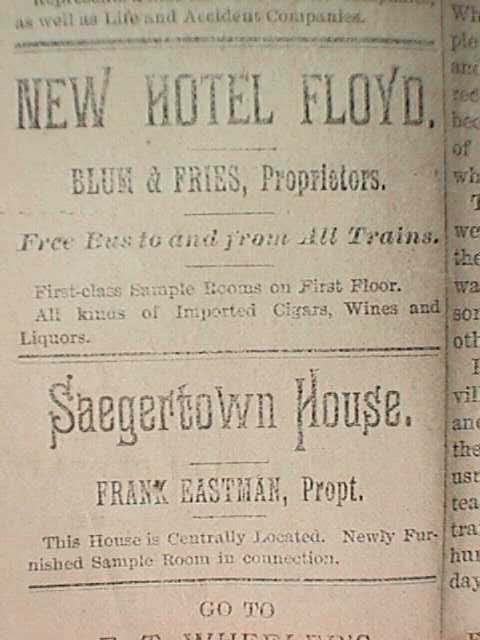 as well as Life and Accident Companies.
NEW HOTEL FLOYD.
BLUM & FRIES, Proprietors.
Free Bus to and from All Trains.
First-class Sample Rooms on First Floor.
All kinds of Imported Cigars, Wines and
Liquors.
Saegertown House.
FRANK EASTMAN, Propt.
This House is Centrally Located. Newly Fur-
nished Sample Room in connection.
GO TO